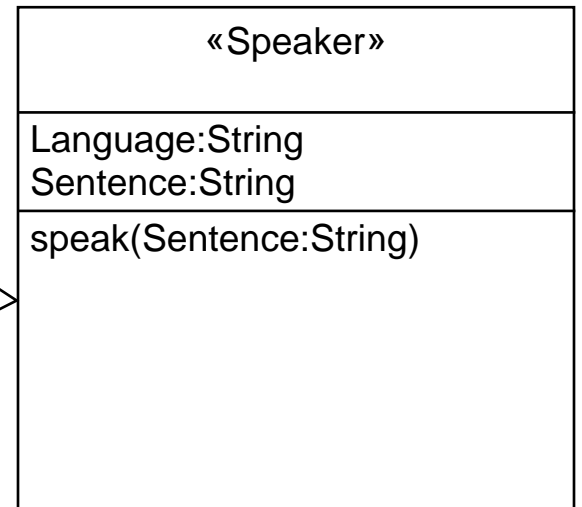 «Speaker»
Language:String
Sentence:String
speak(Sentence:String)